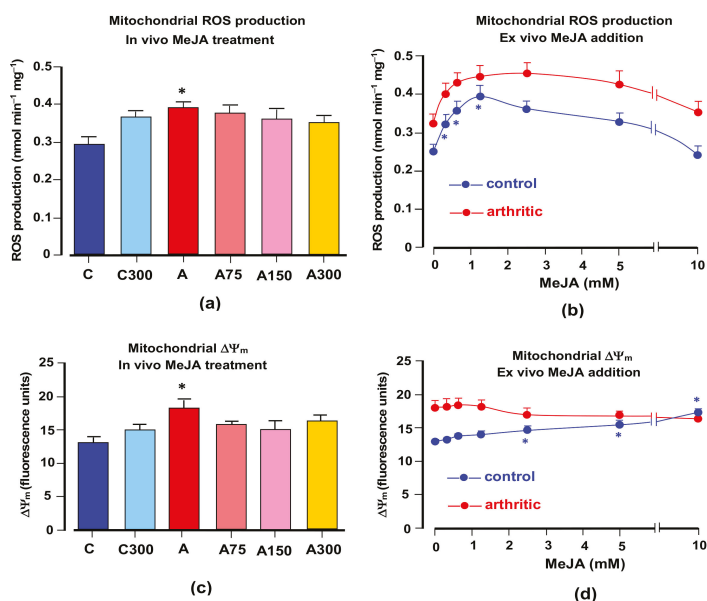 Mitochondrial ROS production
In vivo MeJA treatment
ROS production (nmol min⁻¹ mg⁻¹)
0.5
0.4
0.3
0.2
0.1
0
*
C C300 A A75 A150 A300
(a)
Mitochondrial ROS production
Ex vivo MeJA addition
ROS production (nmol min⁻¹ mg⁻¹)
0.5
0.4
0.3
0.2
0.1
0
* * *
control
arthritic
0 1 2 3 4 5 10
MeJA (mM)
(b)
Mitochondrial ΔΨm
In vivo MeJA treatment
ΔΨm (fluorescence units)
25
20
15
10
5
0
*
C C300 A A75 A150 A300
(c)
Mitochondrial ΔΨm
Ex vivo MeJA addition
ΔΨm (fluorescence units)
25
20
15
10
5
0
* * *
control
arthritic
0 1 2 3 4 5 10
MeJA (mM)
(d)